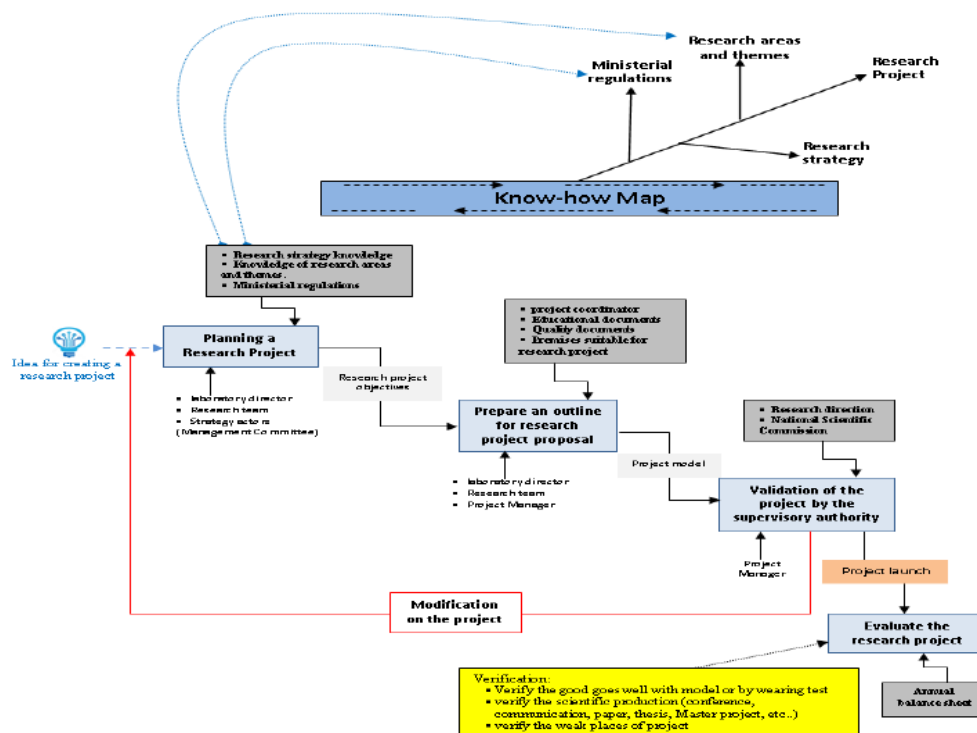 Research areas
and themes
Ministerial
regulations
Research
Project
Research
strategy
Know-how Map
▪ Research strategy knowledge
▪ Knowledge of research areas
and themes.
▪ Ministerial regulations
▪ project coordinator
▪ Educational documents
▪ Quality documents
▪ Premises suitable for
research project
Planning a
Research Project
Idea for creating a
research project
Research project
objectives
▪ laboratory director
▪ Research team
▪ Strategy actors
(Management Committee)
Prepare an outline
for research
project proposal
▪ Research direction
▪ National Scientific
Commission
Project model
▪ laboratory director
▪ Research team
▪ Project Manager
Validation of the
project by the
supervisory authority
Project
Manager
Project launch
Modification
on the project
Evaluate the
research project
Verification:
▪ Verify the good goes well with model or by wearing test
▪ verify the scientific production (conference,
communication, paper, thesis, Master project, etc..)
▪ verify the weak places of project
Annual
balance sheet